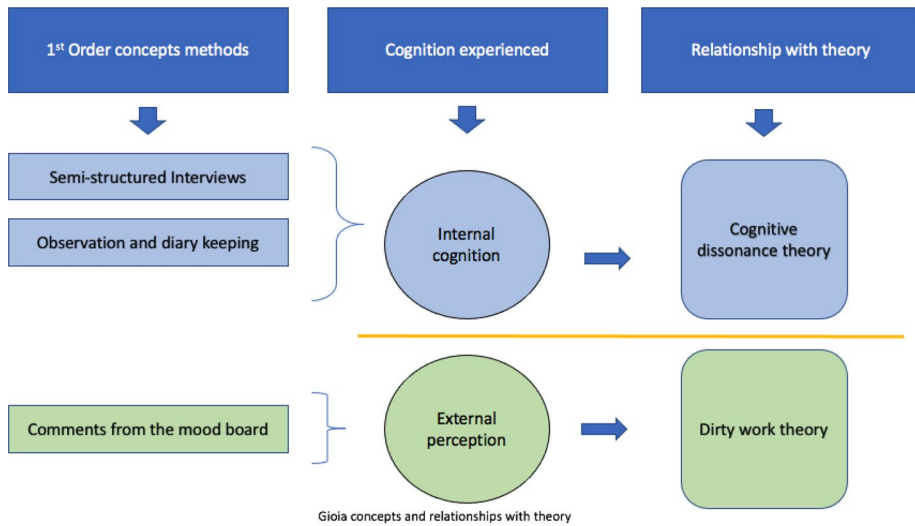 1st Order concepts methods
Cognition experienced
Relationship with theory
Semi-structured Interviews
Observation and diary keeping
Internal
cognition
Cognitive
dissonance theory
Comments from the mood board
External
perception
Dirty work theory
Gioia concepts and relationships with theory